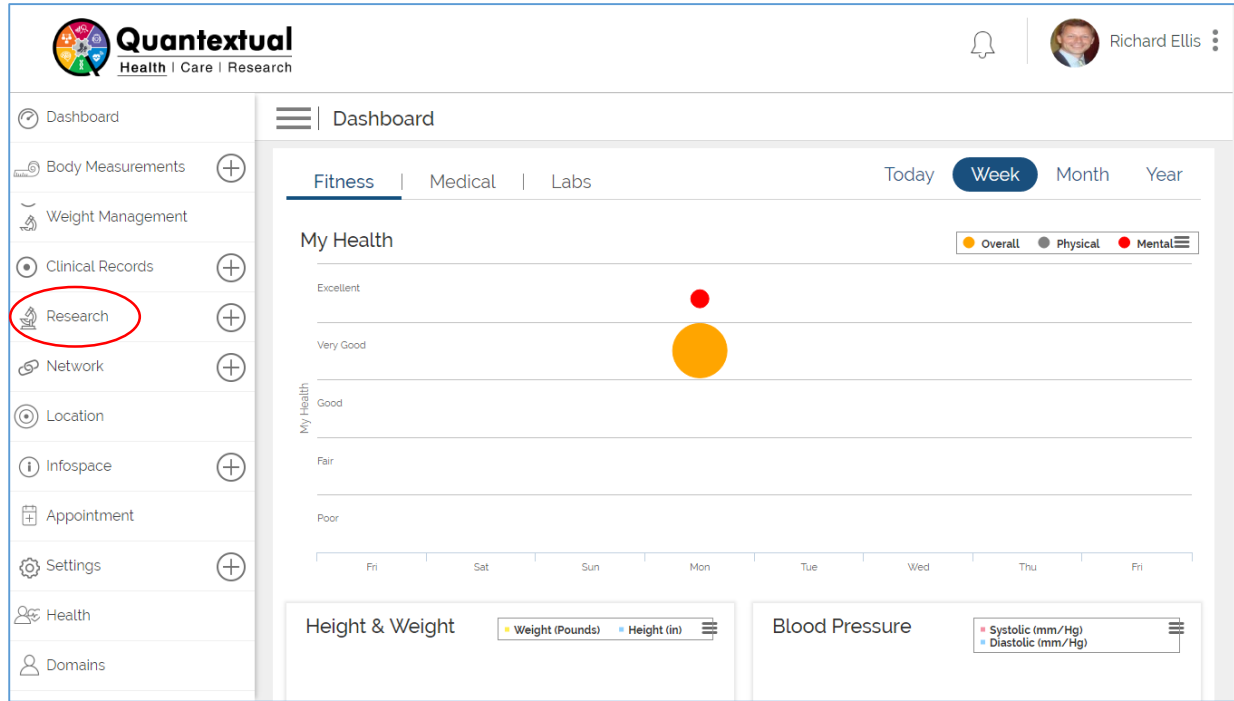 Quantextual
Health | Care | Research
Richard Ellis
Dashboard
Body Measurements
Weight Management
Clinical Records
Research
Network
Location
Infospace
Appointment
Settings
Health
Domains
Dashboard
Fitness | Medical | Labs
Today Week Month Year
My Health
Overall Physical Mental
My Health
Excellent
Very Good
Good
Fair
Poor
Fri Sat Sun Mon Tue Wed Thu Fri
Height & Weight
Weight (Pounds) Height (in)
Blood Pressure
Systolic (mm/Hg)
Diastolic (mm/Hg)